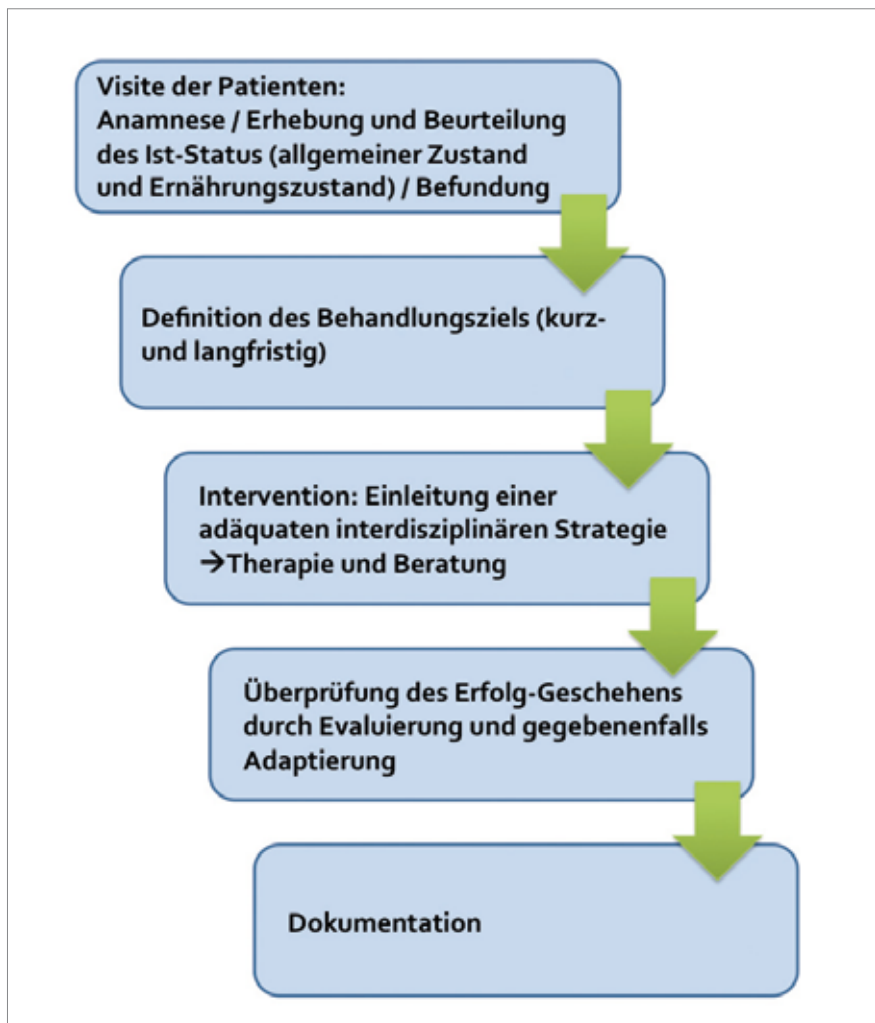 Visite der Patienten:
Anamnese / Erhebung und Beurteilung
des Ist-Status (allgemeiner Zustand
und Ernährungszustand) / Befundung
Definition des Behandlungsziels (kurz-
und langfristig)
Intervention: Einleitung einer
adäquaten interdisziplinären Strategie
→Therapie und Beratung
Überprüfung des Erfolg-Geschehens
durch Evaluierung und gegebenenfalls
Adaptierung
Dokumentation